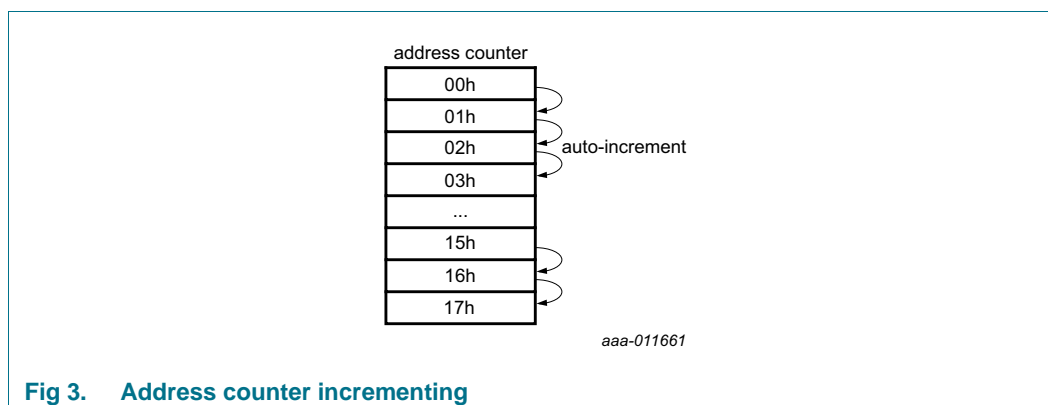 address counter
00h
01h
02h
auto-increment
03h
...
15h
16h
17h
aaa-011661
Fig 3. Address counter incrementing